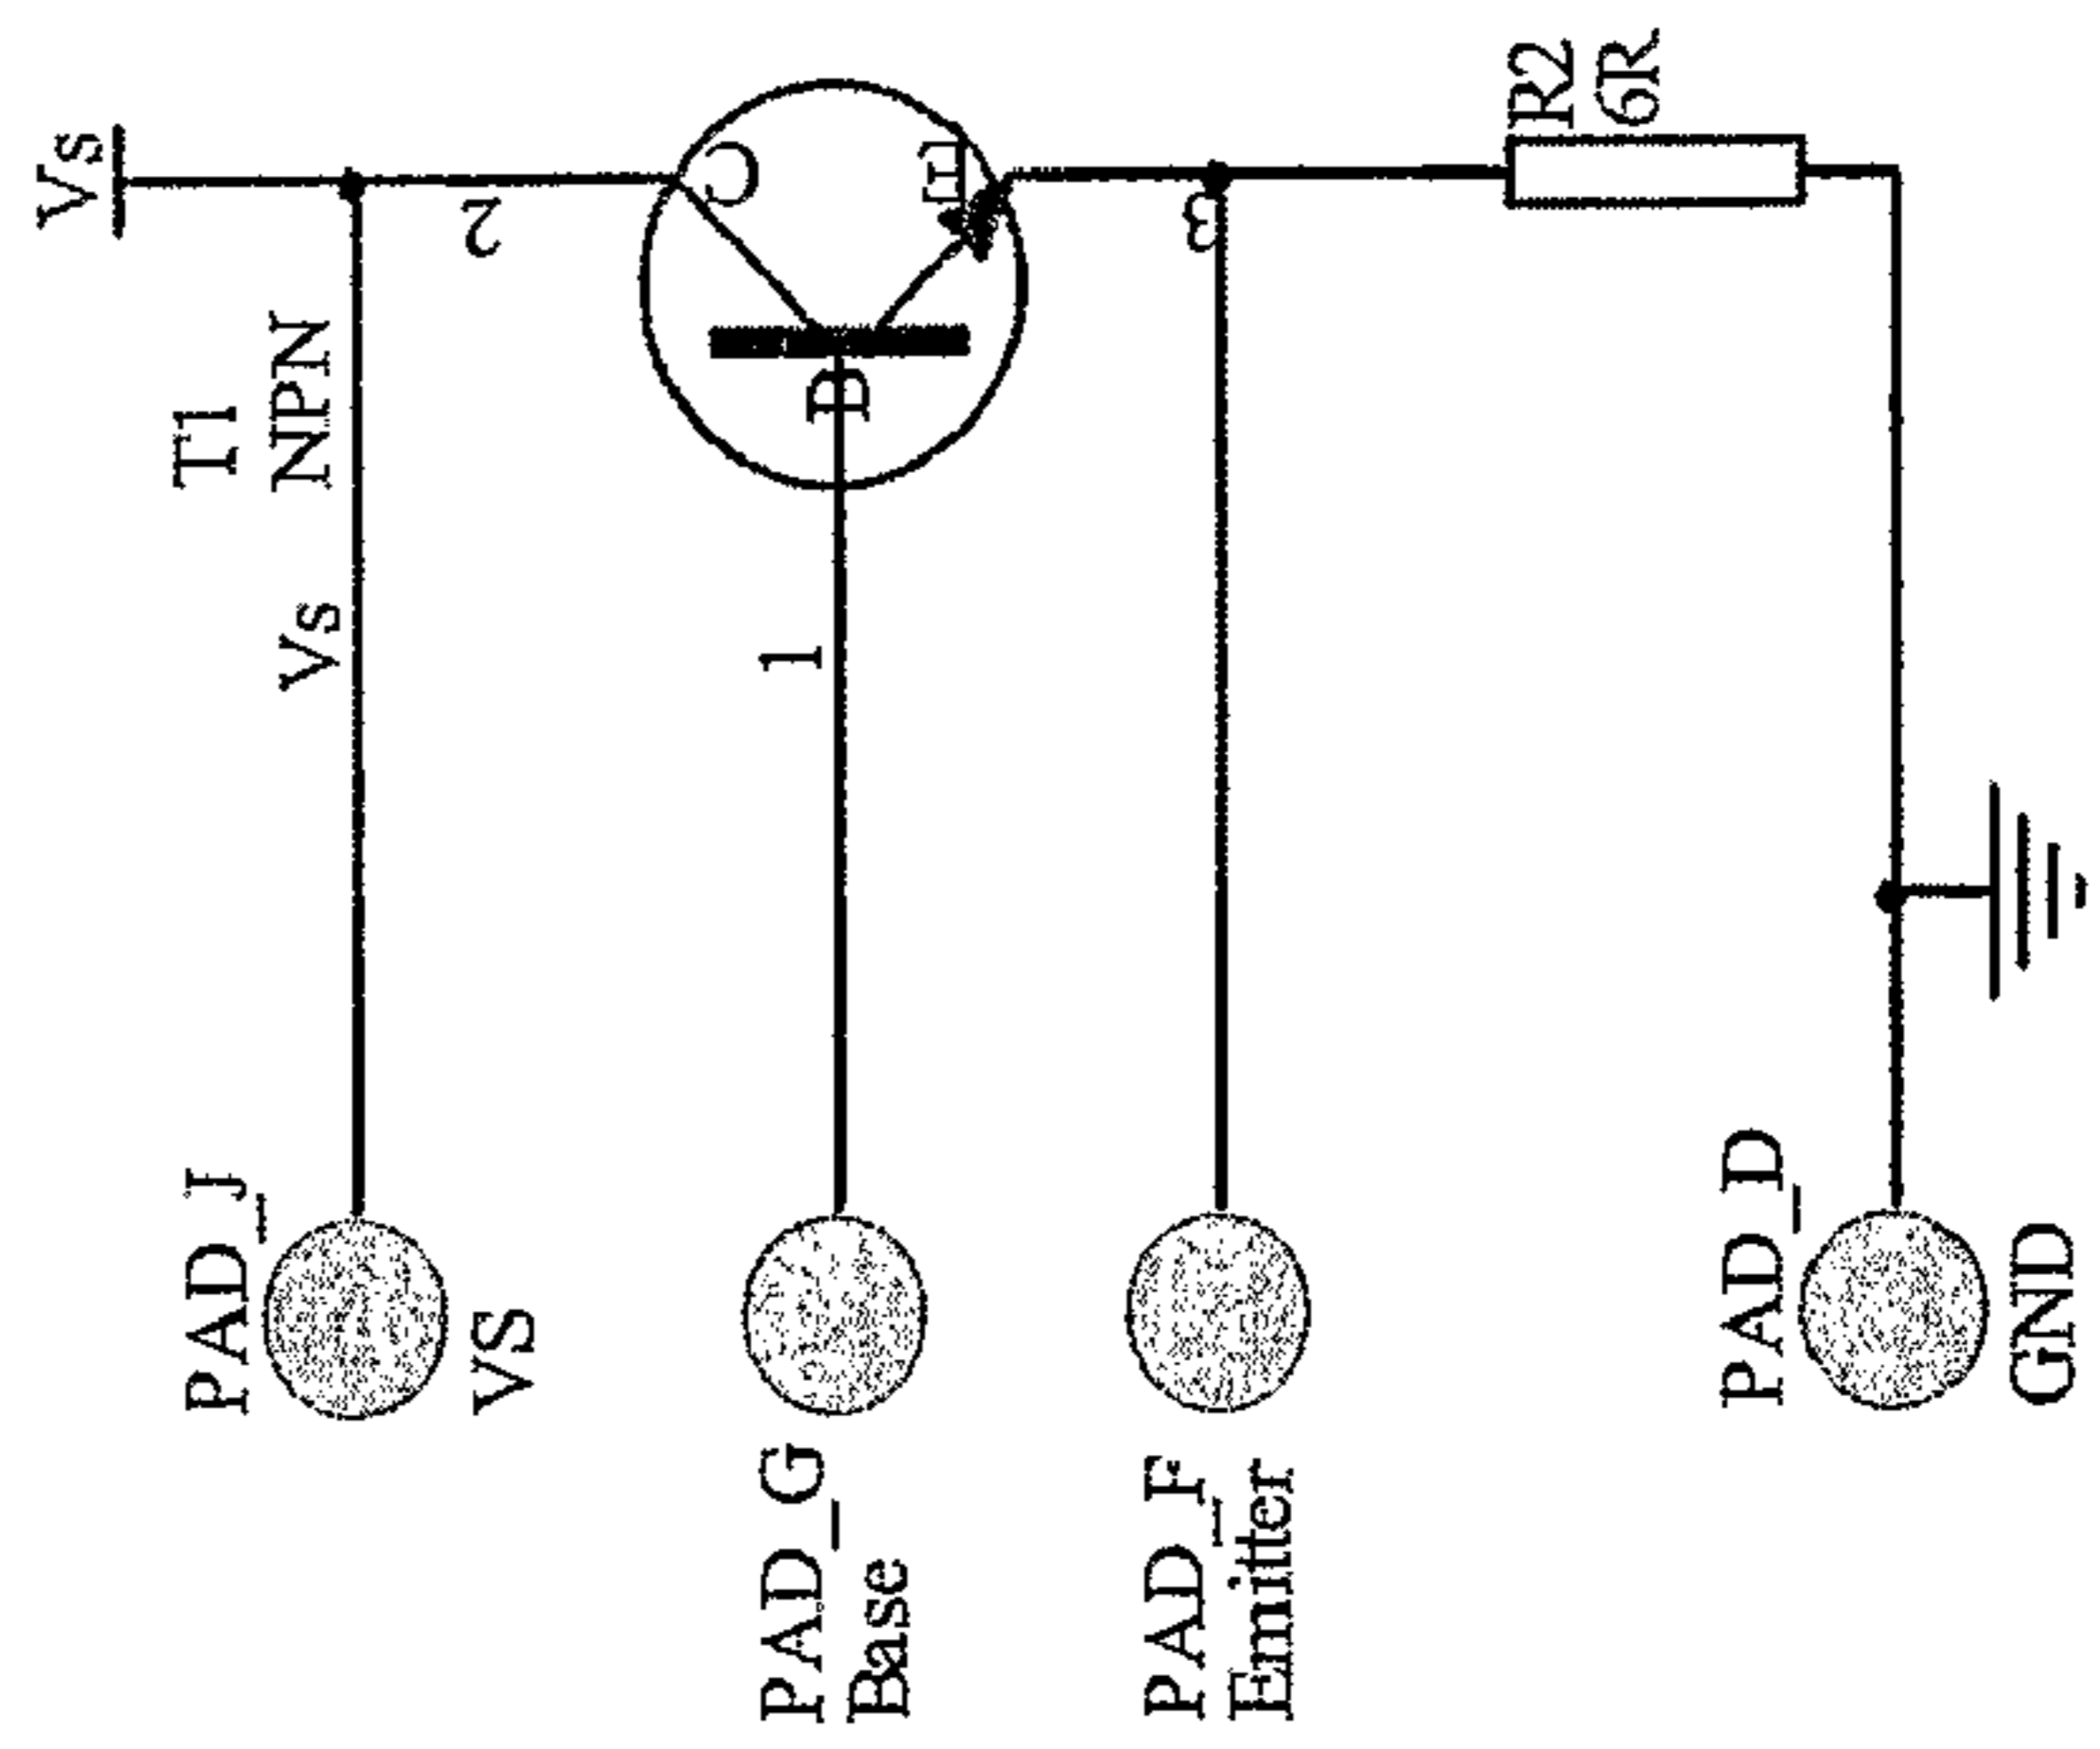 Vs
T1
NPN
Vs
2
C
E
B
1
3
R2
6R
PAD_J
VS
PAD_G
Base
PAD_F
Emitter
PAD_D
GND